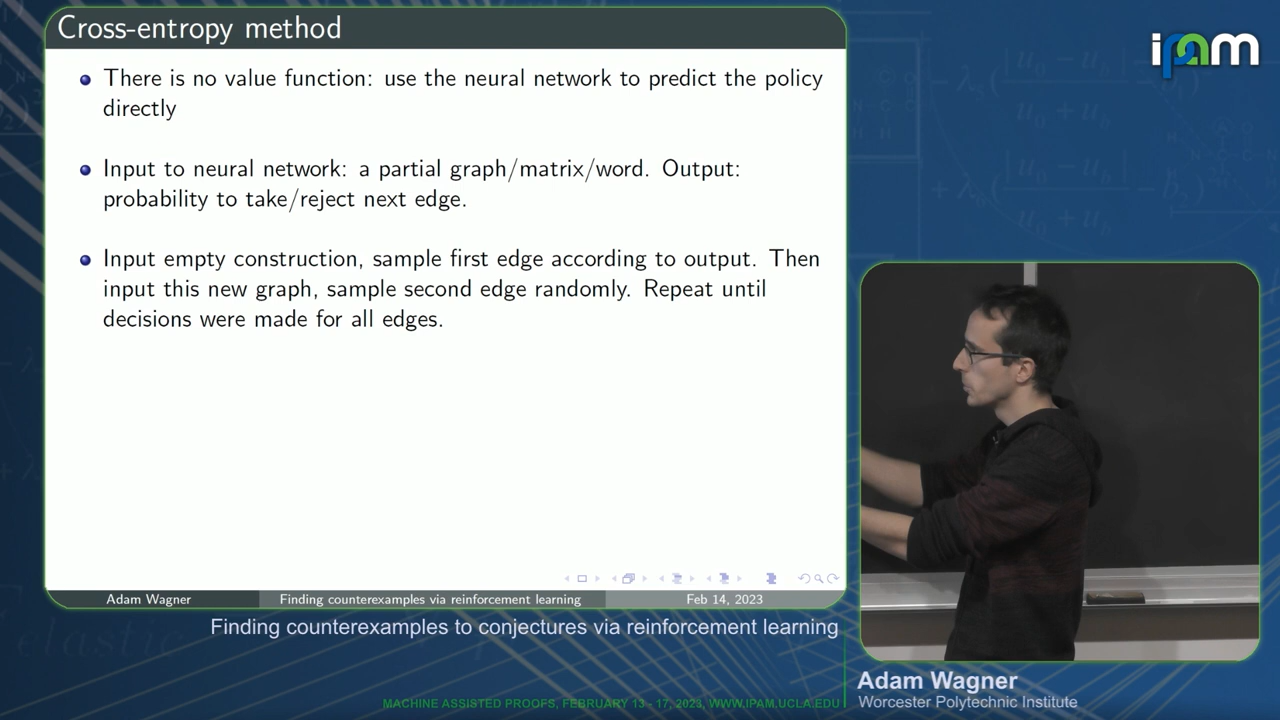 Cross-entropy method
ipam
There is no value function: use the neural network to predict the policy
directly
Input to neural network: a partial graph/matrix/word. Output:
probability to take/reject next edge.
Input empty construction, sample first edge according to output. Then
input this new graph, sample second edge randomly. Repeat until
decisions were made for all edges.
Adam Wagner
Finding counterexamples via reinforcement learning
Feb 14, 2023
Finding counterexamples to conjectures via reinforcement learning
Adam Wagner
Worcester Polytechnic Institute
MACHINE ASSISTED PROOFS, FEBRUARY 13 - 17, 2023, WWW.IPAM.UCLA.EDU